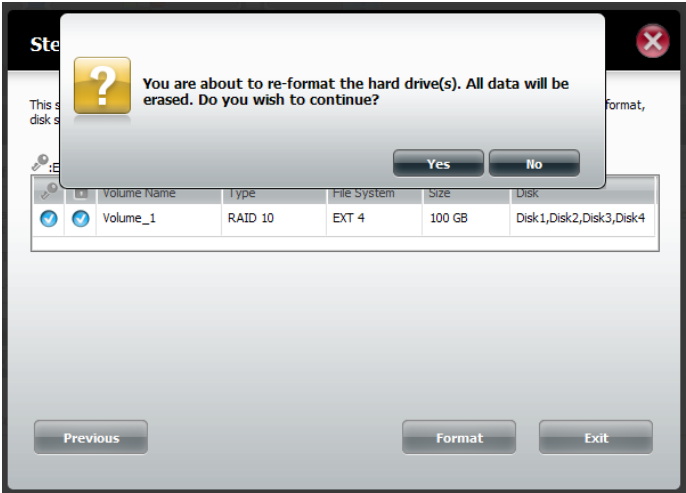 Ste
You are about to re-format the hard drive(s). All data will be
erased. Do you wish to continue?
This s
format,
disk s
Yes No
:E
Volume Name Type File System Size Disk
Volume_1 RAID 10 EXT 4 100 GB Disk1,Disk2,Disk3,Disk4
Previous Format Exit